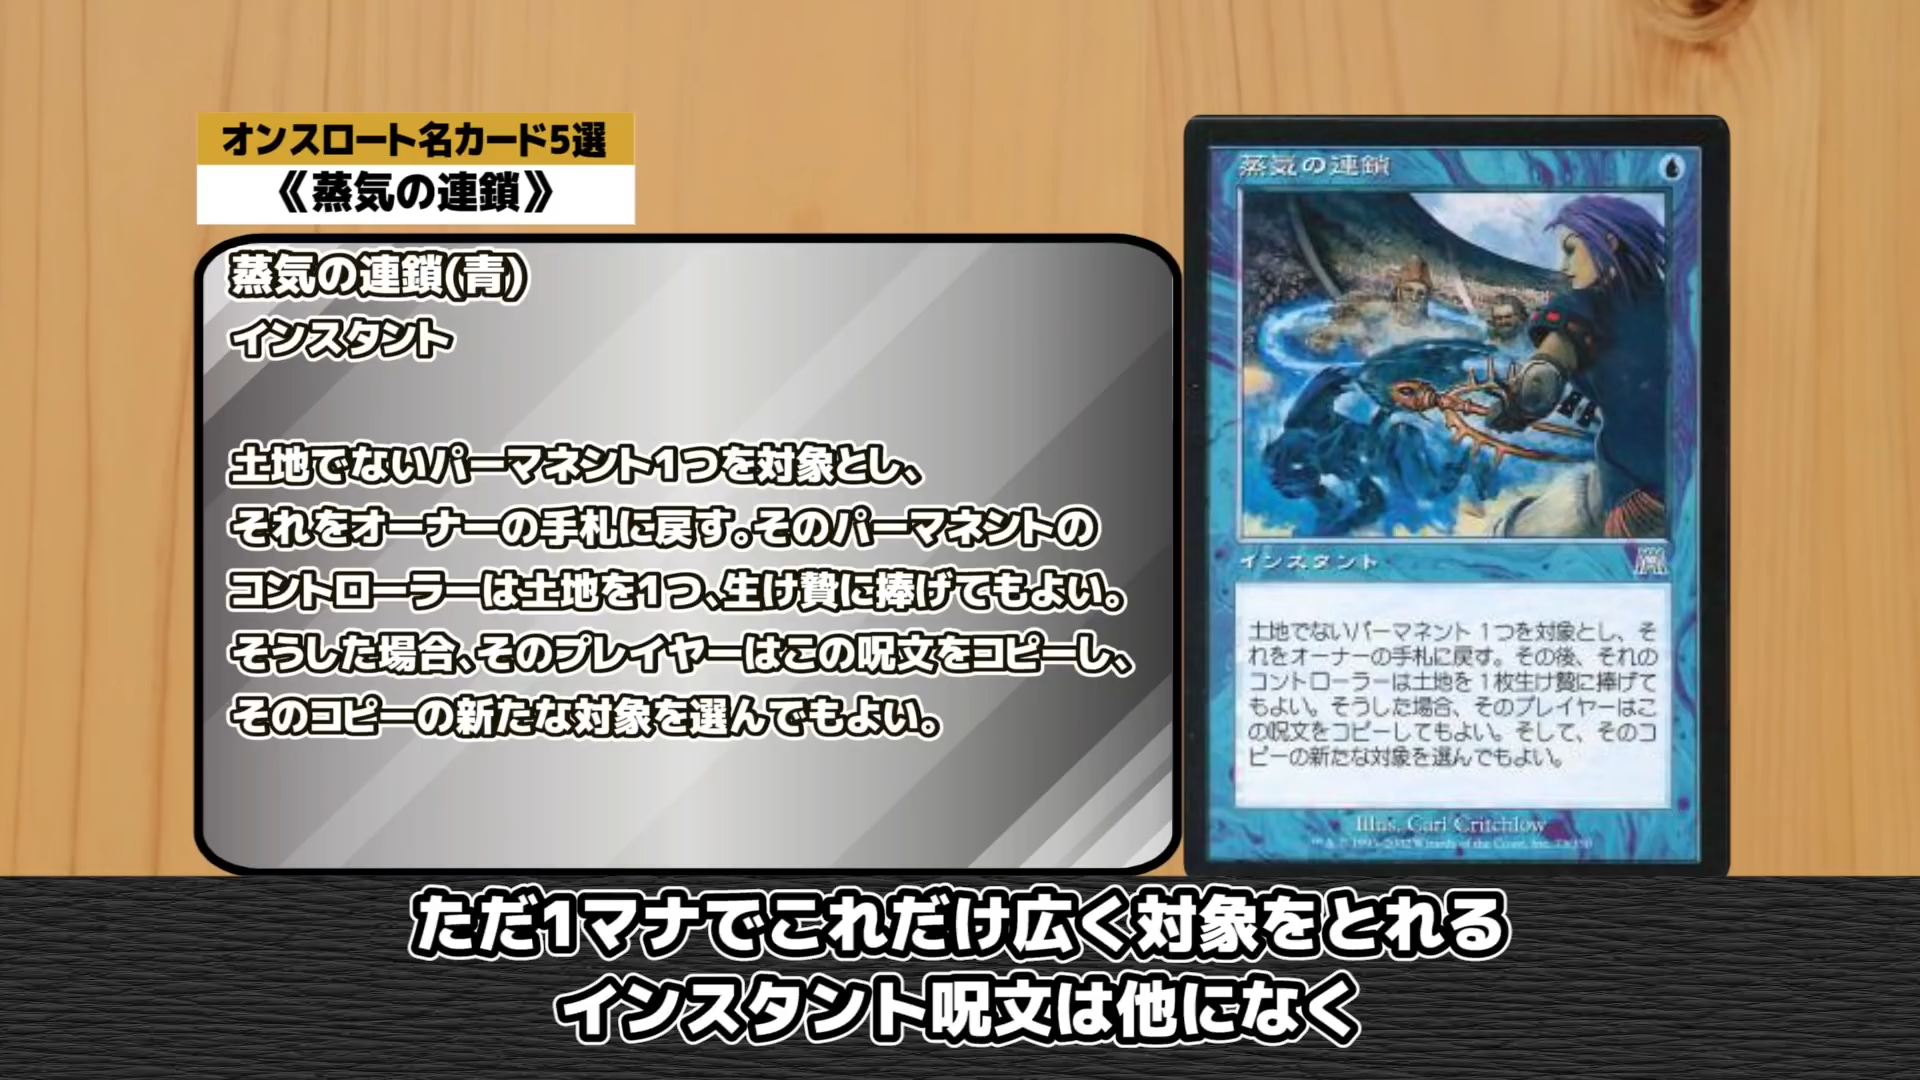 オンスロート名カード5選
《蒸気の連鎖》
蒸気の連鎖(青)
インスタント
土地でないパーマネント1つを対象とし、
それをオーナーの手札に戻す。そのパーマネントの
コントローラーは土地を1つ、生け贄に捧げてもよい。
そうした場合、そのプレイヤーはこの呪文をコピーし、
そのコピーの新たな対象を選んでもよい。
蒸気の連鎖
インスタント
土地でないパーマネント1つを対象とし、そ
れをオーナーの手札に戻す。その後、それの
コントローラーは土地を1枚生け贄に捧げて
もよい。そうした場合、そのプレイヤーはこ
の呪文をコピーしてもよい。そして、そのコ
ピーの新たな対象を選んでもよい。
Illus. Carl Critchlow
ただ1マナでこれだけ広く対象をとれる
インスタント呪文は他になく